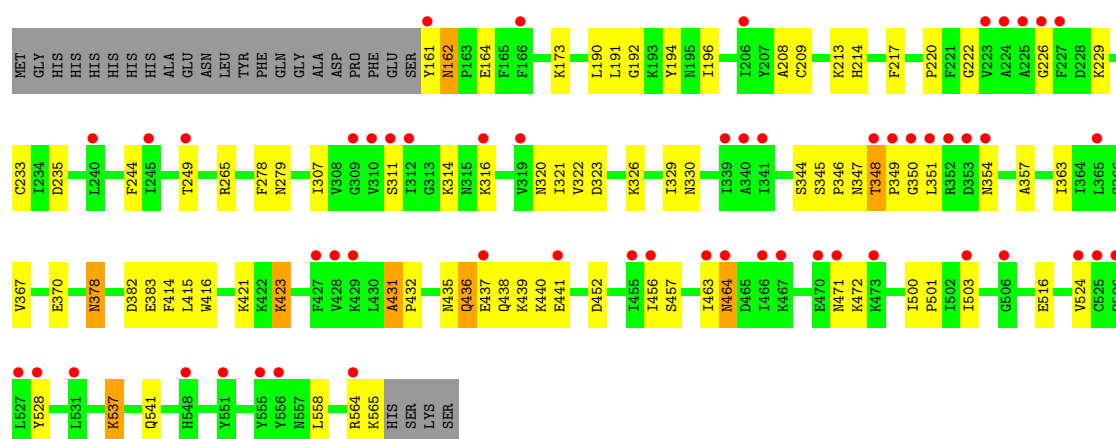 MET GLY HIS HIS HIS HIS HIS HIS ALA GLU ASN LEU TYR PHE GLN GLY ALA ASP PRO PHE GLU SER Y161 N162 P163 E164 F165 F166 K173 L190 L191 G192 K193 Y194 N195 I196 I206 Y207 A208 C209 K213 H214 F217 P220 F221 G222 V223 A224 A225 G226 F227 D228 K229
C233 I234 D235 L240 F244 I245 T249 R265 F278 N279 I307 V308 G309 V310 S311 I312 G313 K314 N315 K316 V319 N320 I321 V322 D323 K326 I329 N330 I339 A340 I341 S344 S345 P346 N347 T348 P349 G350 L351 R352 D353 N354 A357 I363 I364 L365
V367 E370 N378 D382 E383 F414 L415 W416 K421 K422 K423 F427 V428 K429 L430 A431 P432 N435 Q436 E437 Q438 K439 K440 E441 D452 I455 I456 S457 I463 N464 D465 I466 K467 E470 N471 K472 K473 I500 P501 I502 I503 G506 E516 V524 C525
L527 Y528 L531 K537 Q541 H548 Y551 Y555 Y556 N557 L558 R564 K565 HIS SER LYS SER